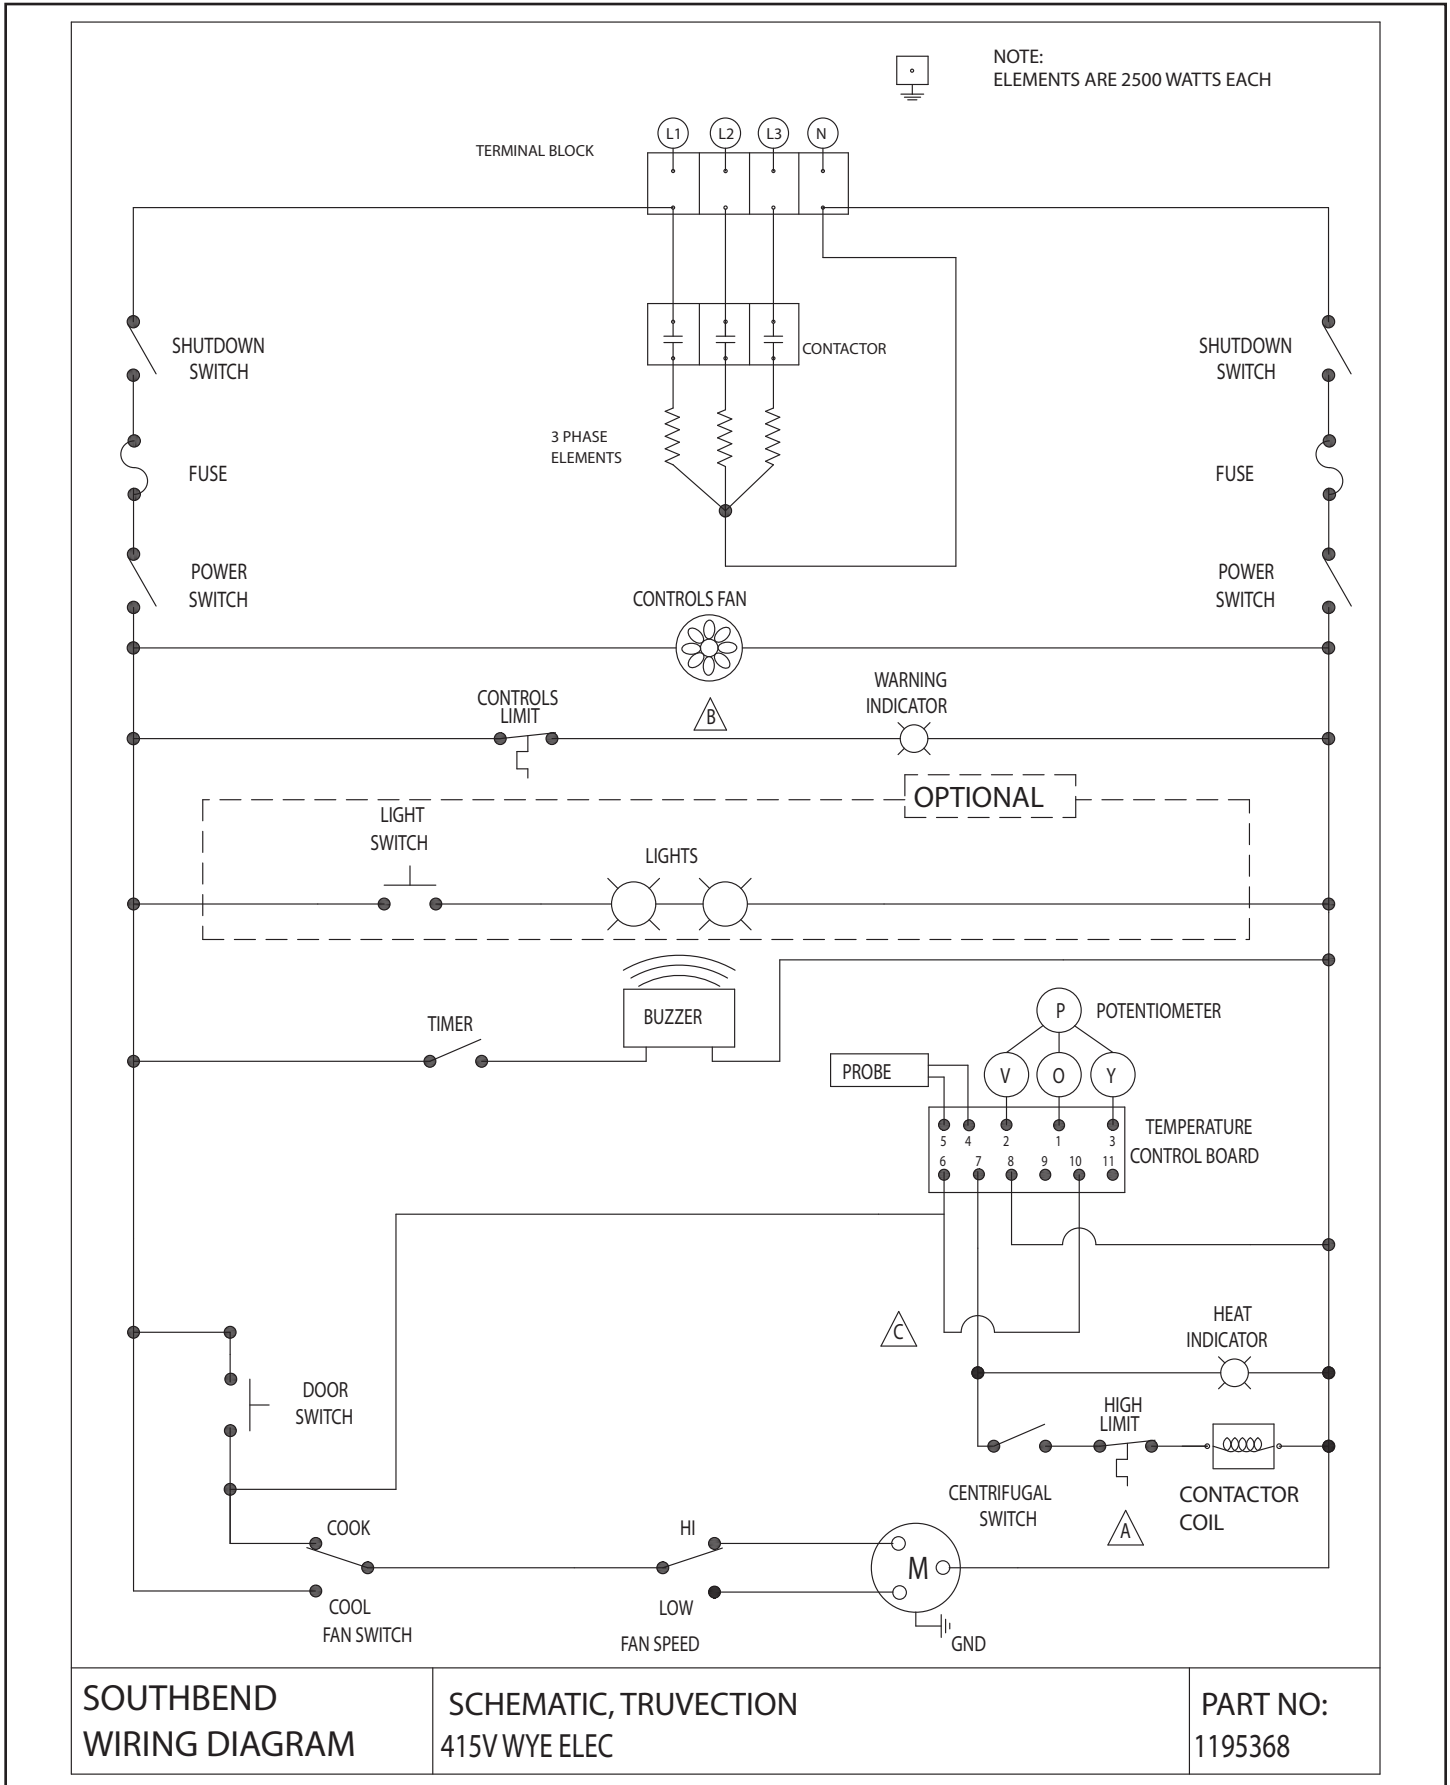 NOTE:
ELEMENTS ARE 2500 WATTS EACH
L1 L2 L3 N
TERMINAL BLOCK
SHUTDOWN
SWITCH
CONTACTOR
SHUTDOWN
SWITCH
3 PHASE
ELEMENTS
FUSE
FUSE
POWER
SWITCH
POWER
SWITCH
CONTROLS FAN
B
CONTROLS
LIMIT
WARNING
INDICATOR
OPTIONAL
LIGHT
SWITCH
LIGHTS
BUZZER
TIMER
P
POTENTIOMETER
PROBE
V O Y
5 4 2 1 3
6 7 8 9 10 11
TEMPERATURE
CONTROL BOARD
C
HEAT
INDICATOR
DOOR
SWITCH
HIGH
LIMIT
CENTRIFUGAL
SWITCH
A
CONTACTOR
COIL
COOK
HI
M
COOL
FAN SWITCH
LOW
FAN SPEED
GND
SOUTHBEND
WIRING DIAGRAM
SCHEMATIC, TRUVECTION
415V WYE ELEC
PART NO:
1195368